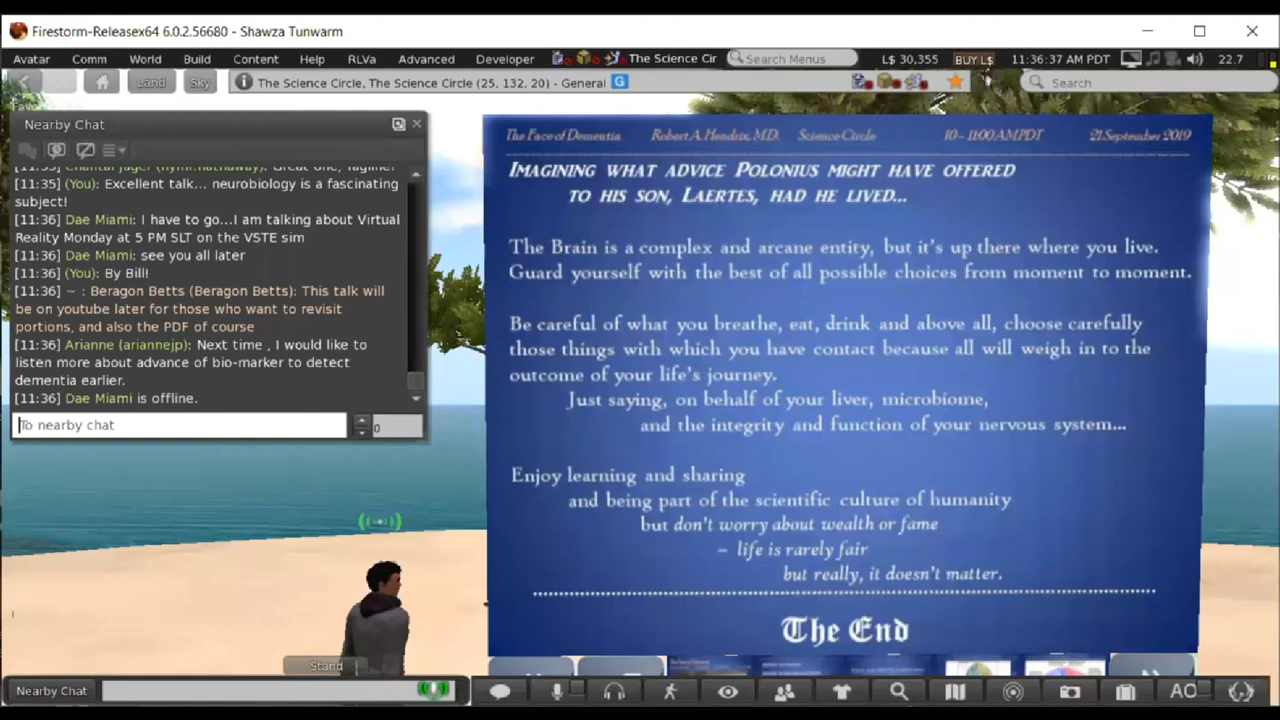 Firestorm-Releasex64 6.0.2.56680 - Shawza Tunwarm
Avatar Comm World Build Content Help RLVa Advanced Developer The Science Cir Search Menus L$ 30,355 BUY L$ 11:36:37 AM PDT 22.7
Land Sky The Science Circle, The Science Circle (25, 132, 20) - General G Search
Nearby Chat
[11:35] (You): Excellent talk... neurobiology is a fascinating
subject!
[11:36] Dae Miami: I have to go...I am talking about Virtual
Reality Monday at 5 PM SLT on the VSTE sim
[11:36] Dae Miami: see you all later
[11:36] (You): By Bill!
[11:36] ~ : Beragon Betts (Beragon Betts): This talk will
be on youtube later for those who want to revisit
portions, and also the PDF of course
[11:36] Arianne (ariannejp): Next time , I would like to
listen more about advance of bio-marker to detect
dementia earlier.
[11:36] Dae Miami is offline.
To nearby chat 0
The Face of Dementia Robert A. Hendrix, M.D. Science Circle 10 - 11:00 AM PDT 21 September 2019
Imagining what advice Polonius might have offered
to his son, Laertes, had he lived...
The Brain is a complex and arcane entity, but it's up there where you live.
Guard yourself with the best of all possible choices from moment to moment.
Be careful of what you breathe, eat, drink and above all, choose carefully
those things with which you have contact because all will weigh in to the
outcome of your life's journey.
Just saying, on behalf of your liver, microbiome,
and the integrity and function of your nervous system...
Enjoy learning and sharing
and being part of the scientific culture of humanity
but don't worry about wealth or fame
– life is rarely fair
but really, it doesn't matter.
The End
Stand
Nearby Chat
AO